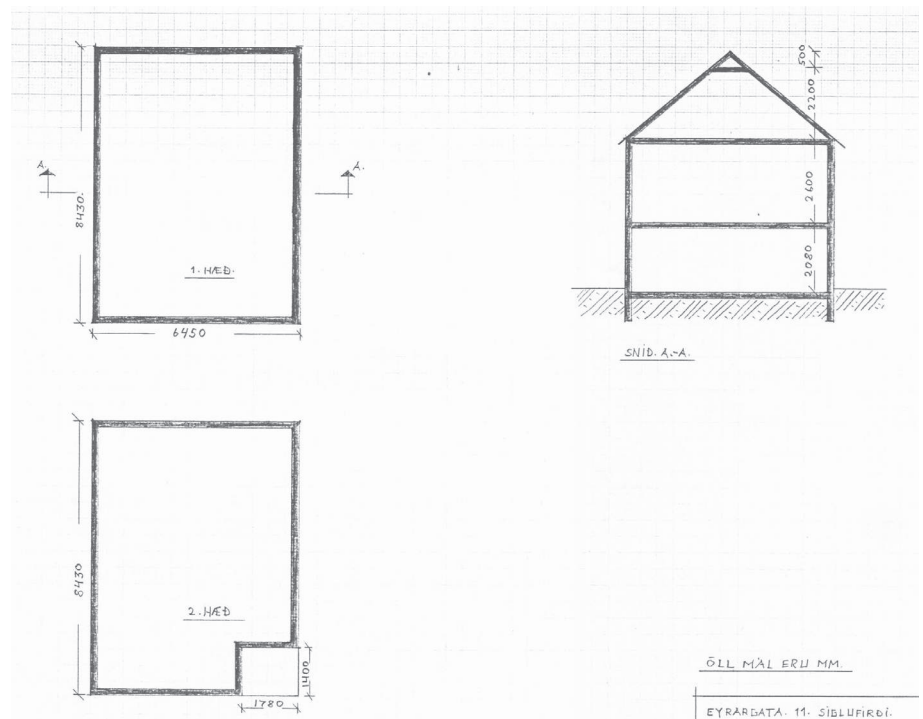 A.
A.
8430.
1. HÆÐ.
6450
500
2200
2600
2080
SNIÐ. A.-A.
8430
2. HÆÐ
1400
1780
ÖLL MÁL ERU MM.
EYRARGATA. 11. SIGLUFIRÐI.